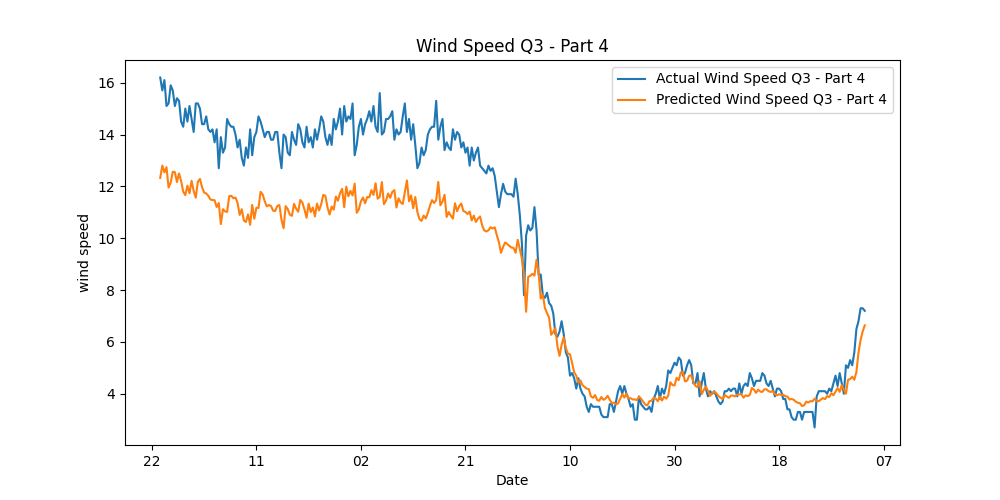 Wind Speed Q3 - Part 4
Actual Wind Speed Q3 - Part 4
Predicted Wind Speed Q3 - Part 4
wind speed
16
14
12
10
8
6
4
22 11 02 21 10 30 18 07
Date